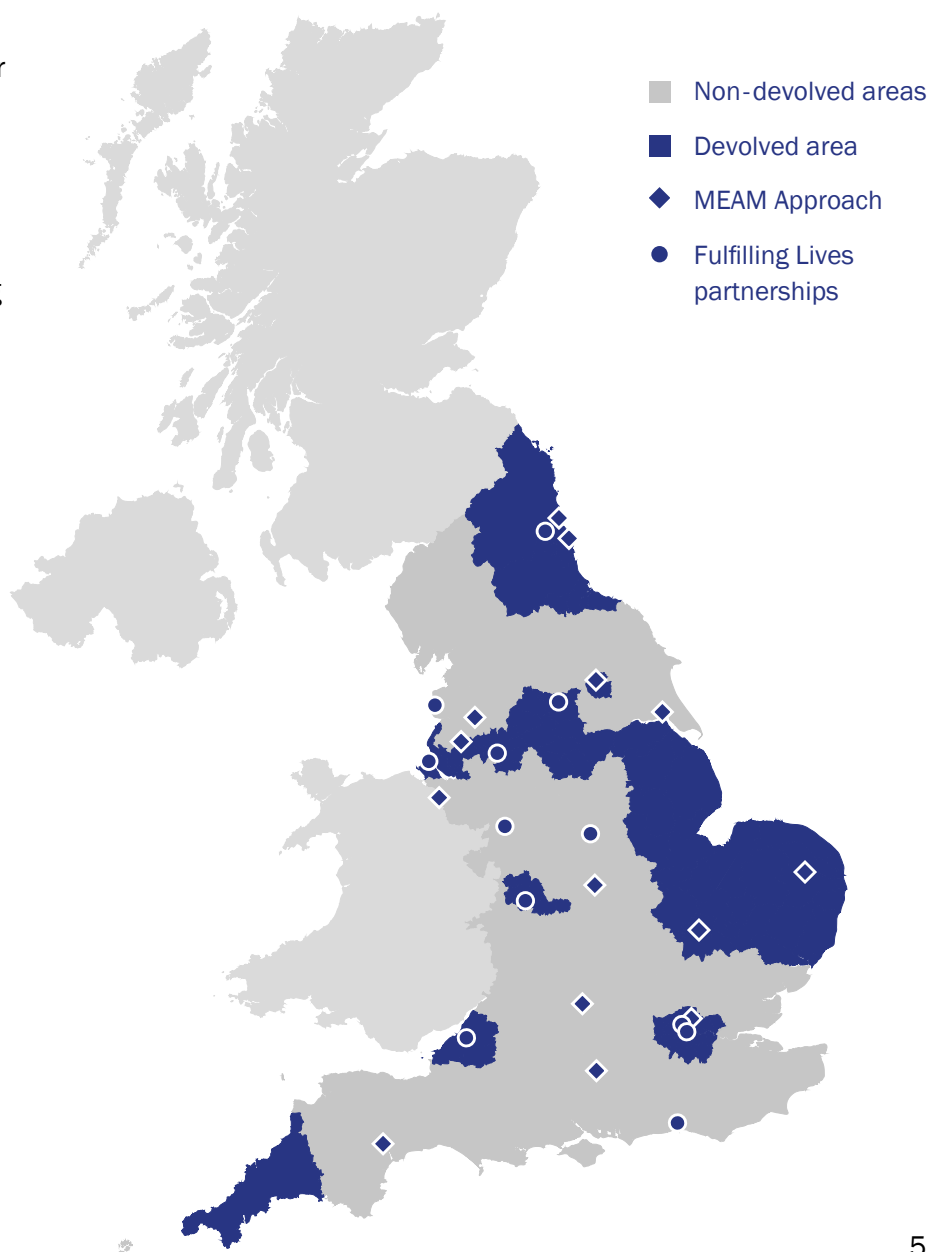 r
Non-devolved areas
Devolved area
MEAM Approach
Fulfilling Lives
partnerships
5